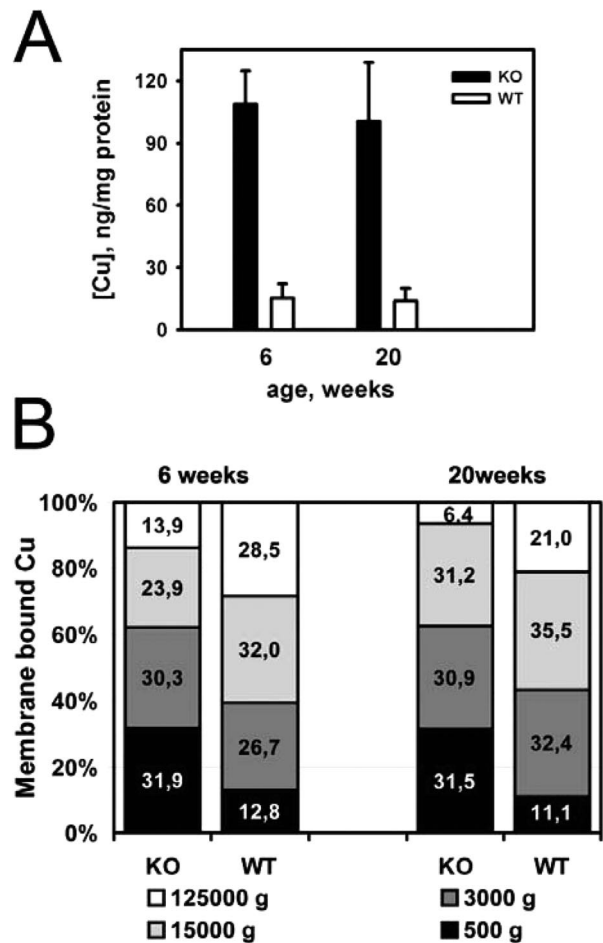 A
[Cu], ng/mg protein
120
90
60
30
0
KO
WT
6 20
age, weeks
B
6 weeks 20weeks
Membrane bound Cu
100%
80%
60%
40%
20%
0%
13,9 28,5 6,4 21,0
23,9 32,0 31,2 35,5
30,3 26,7 30,9 32,4
31,9 12,8 31,5 11,1
KO WT KO WT
125000 g 3000 g
15000 g 500 g